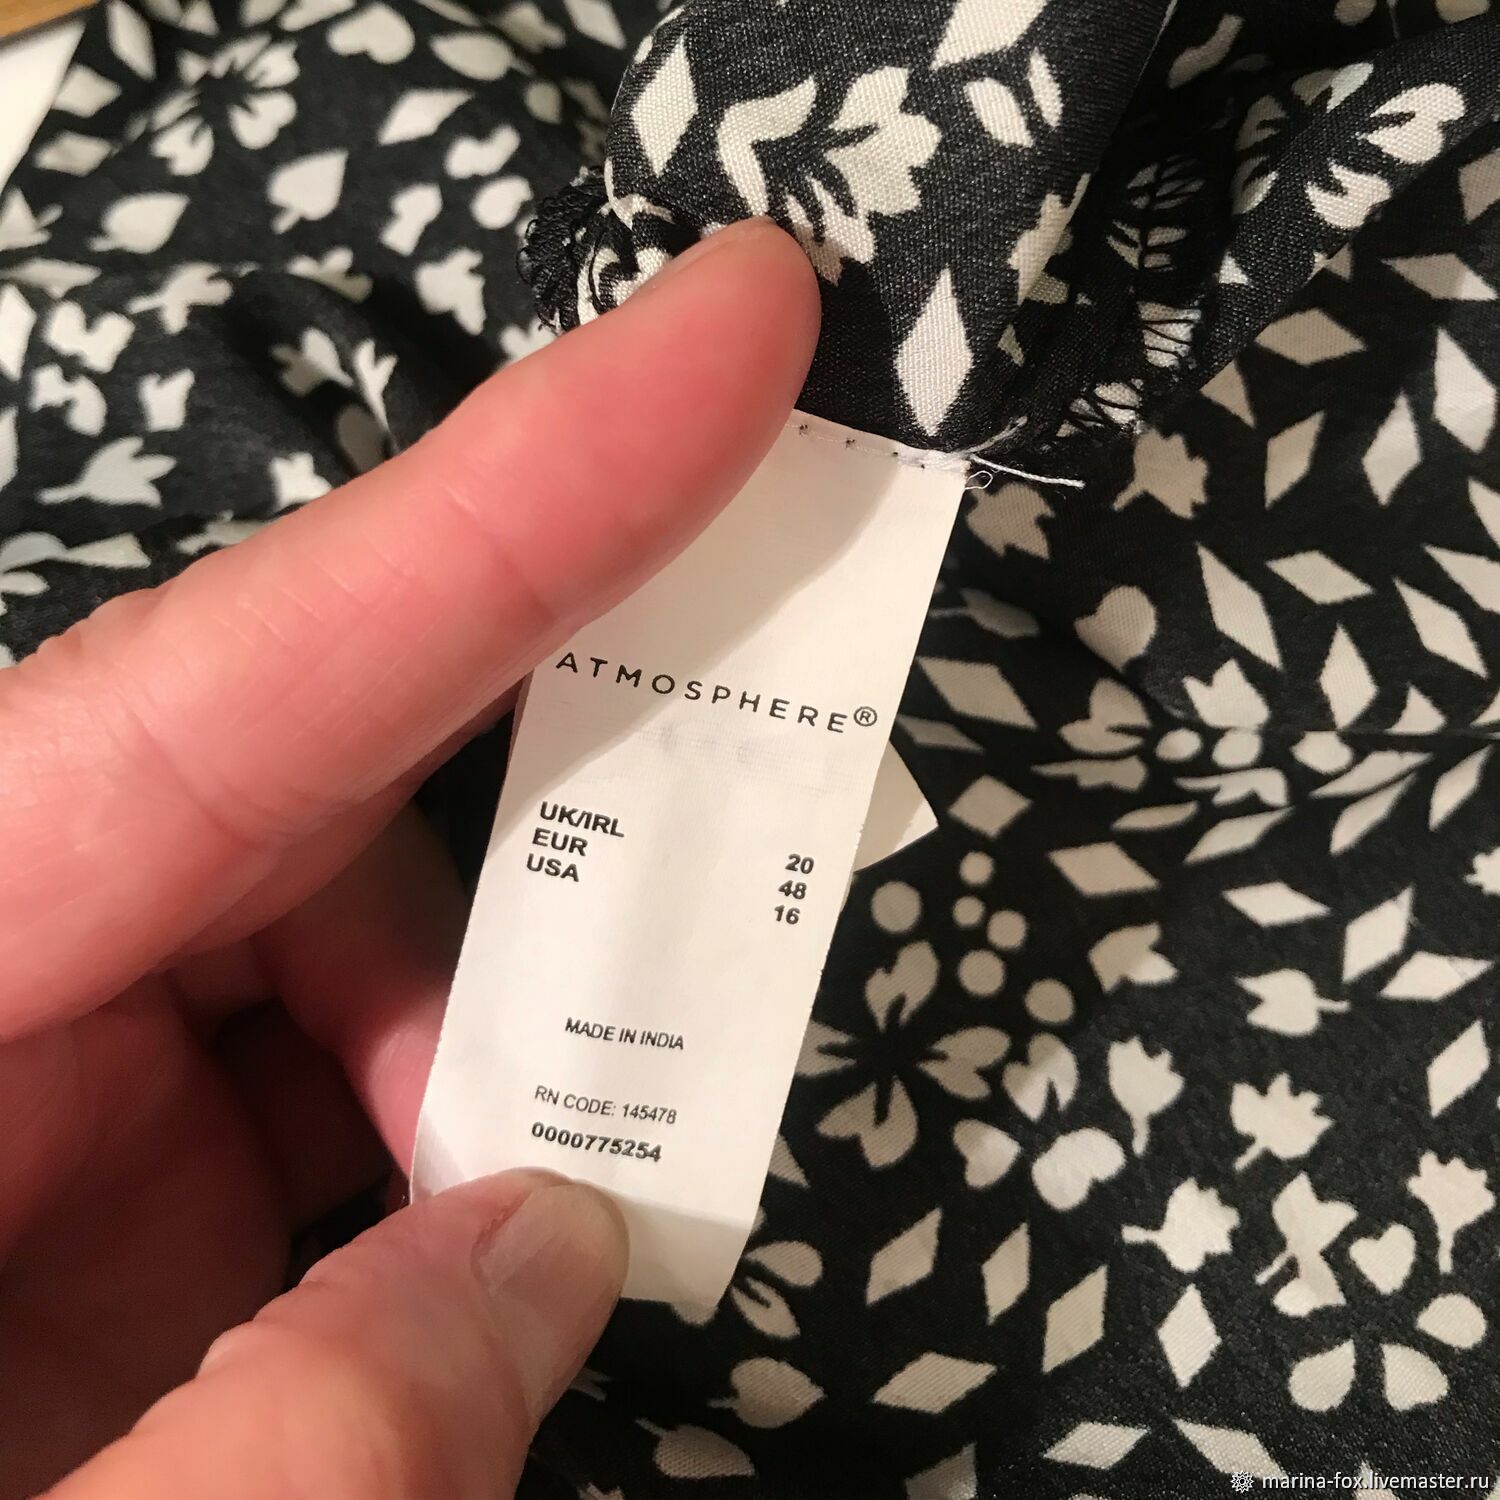 ATMOSPHERE®
UK/IRL 20
EUR 48
USA 16
MADE IN INDIA
RN CODE: 145478
0000775254
marina-fox.livemaster.ru